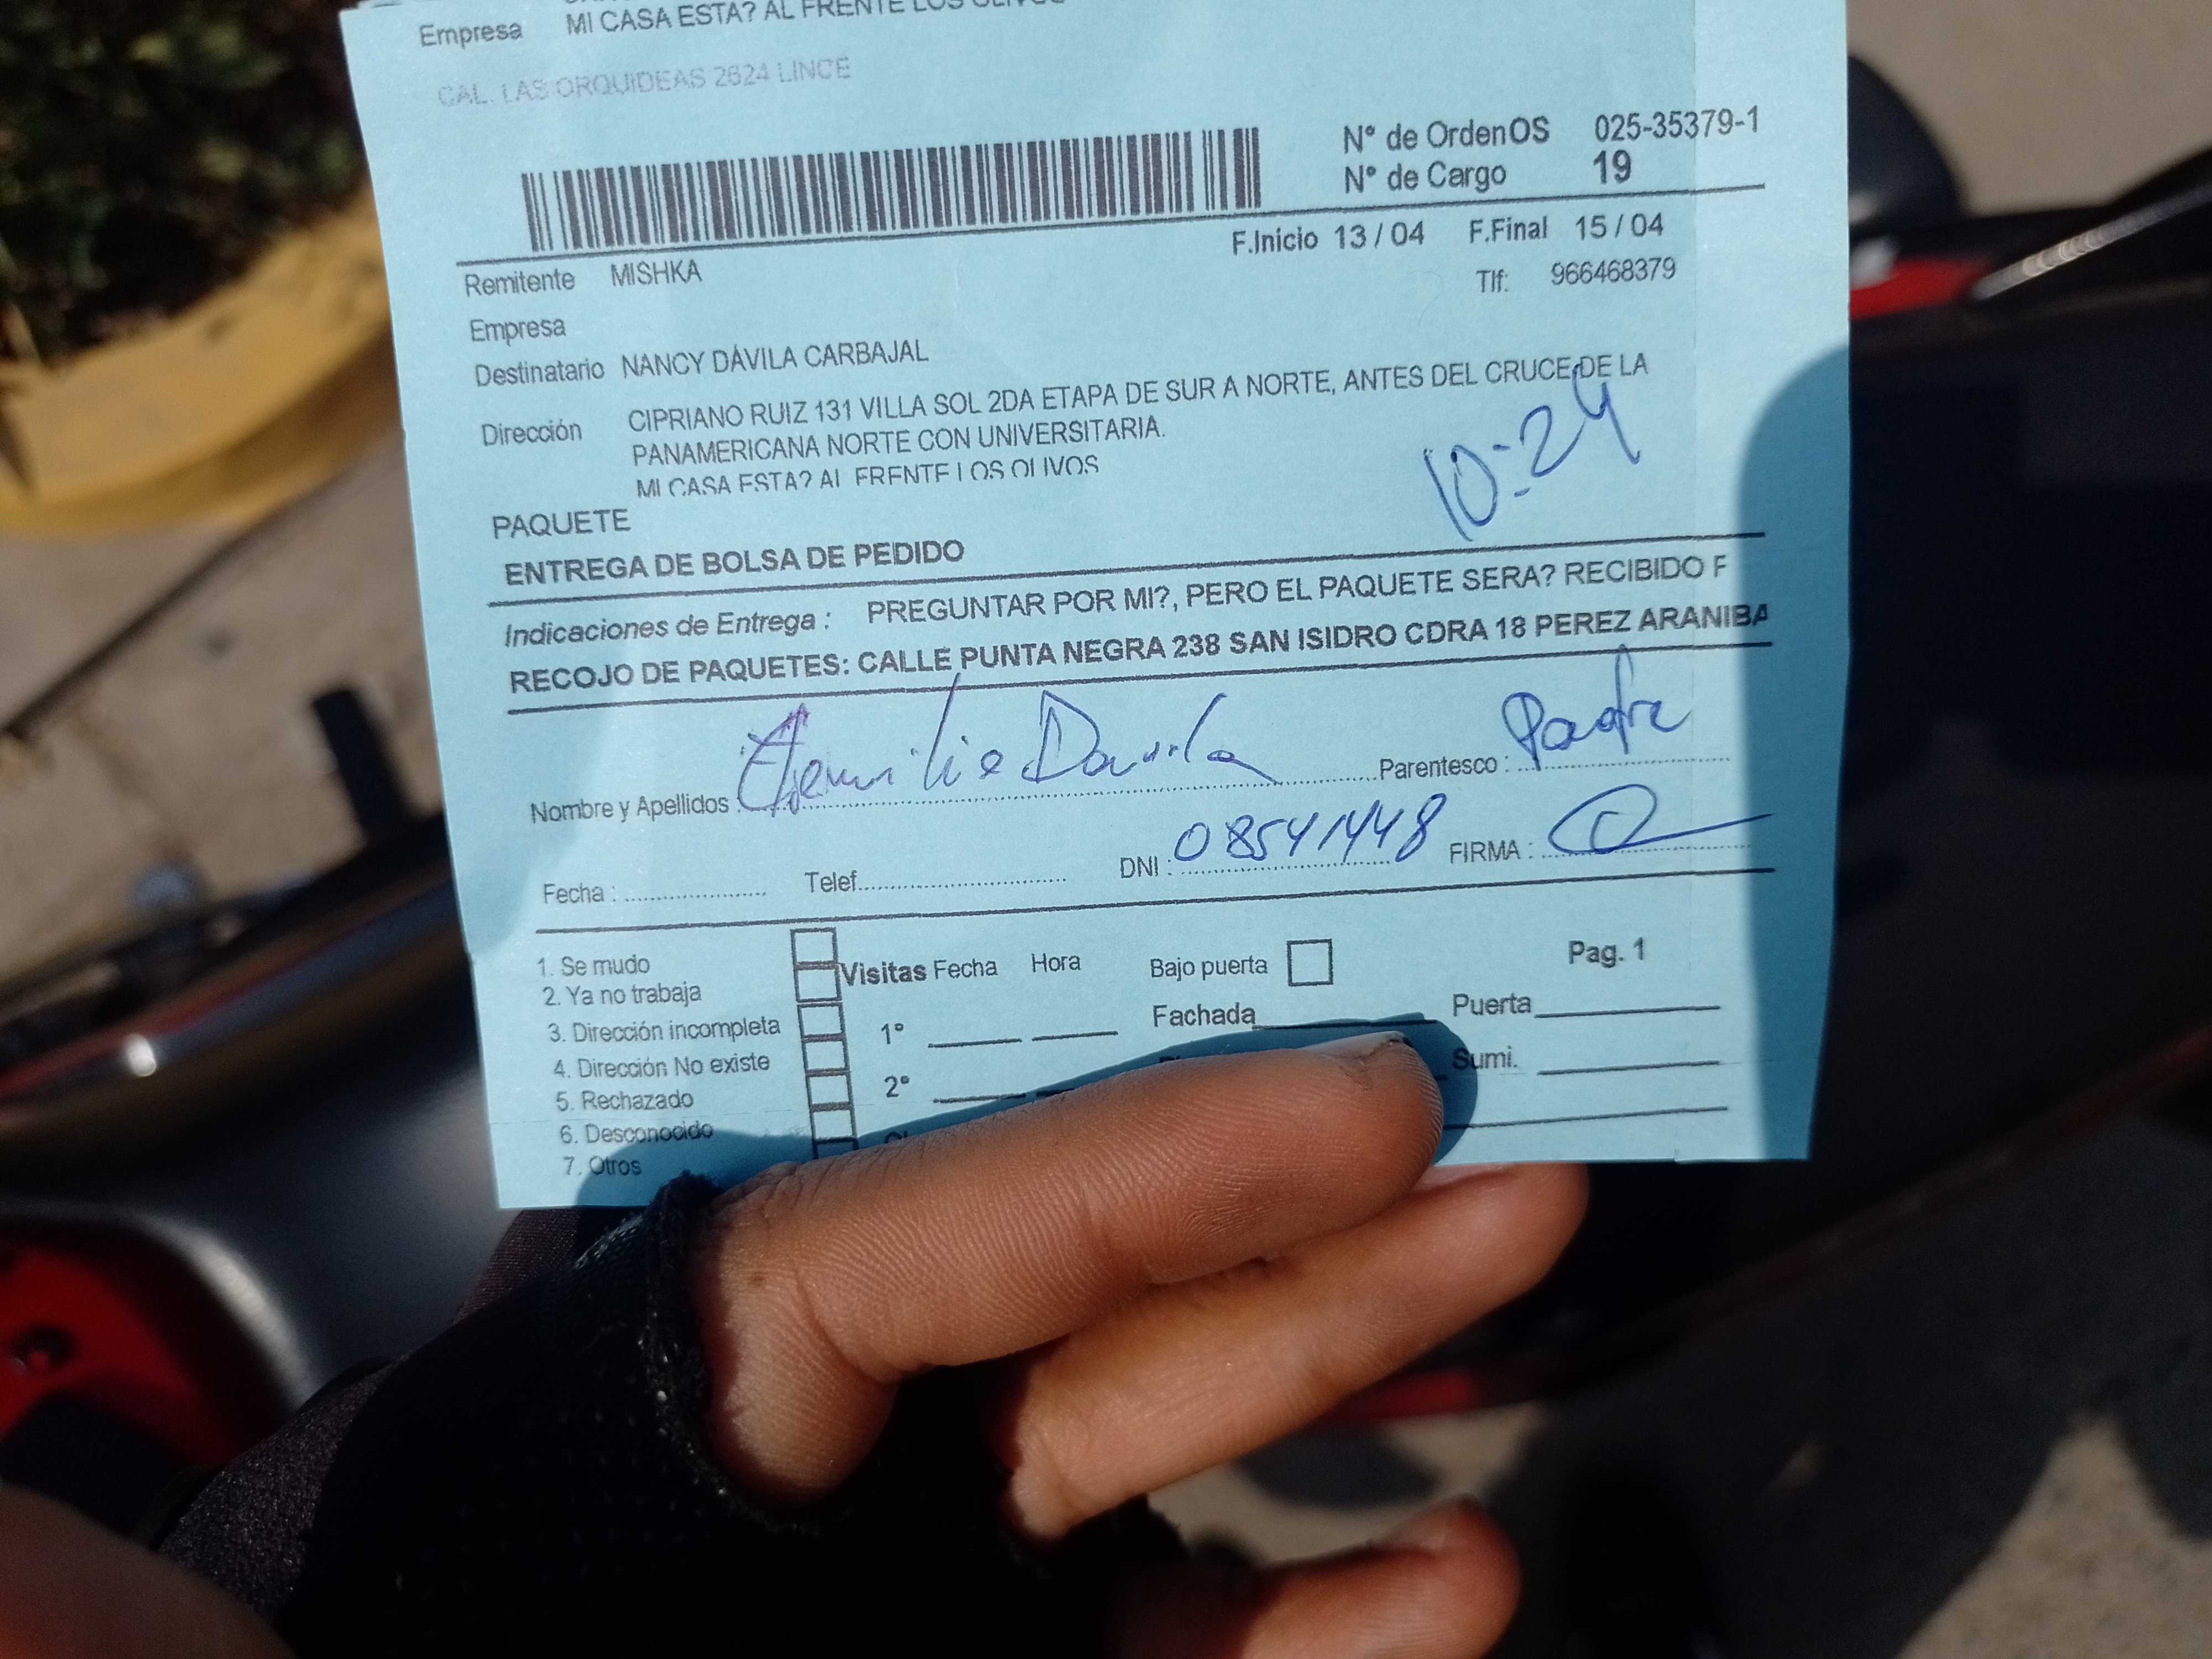 Empresa MI CASA ESTA? AL FRENTE LOS OLIVOS
CAL. LAS ORQUIDEAS 2624 LINCE
N° de OrdenOS 025-35379-1
N° de Cargo 19
F.Inicio 13 / 04 F.Final 15 / 04
Remitente MISHKA Tlf: 966468379
Empresa
Destinatario NANCY DÁVILA CARBAJAL
Dirección CIPRIANO RUIZ 131 VILLA SOL 2DA ETAPA DE SUR A NORTE, ANTES DEL CRUCE DE LA
PANAMERICANA NORTE CON UNIVERSITARIA.
MI CASA ESTA? AL FRENTE LOS OLIVOS
10:24
PAQUETE
ENTREGA DE BOLSA DE PEDIDO
Indicaciones de Entrega : PREGUNTAR POR MI?, PERO EL PAQUETE SERA? RECIBIDO P
RECOJO DE PAQUETES: CALLE PUNTA NEGRA 238 SAN ISIDRO CDRA 18 PEREZ ARANIBA
Nombre y Apellidos : Davila Parentesco : Padre
Fecha : Telef. DNI : 08541448 FIRMA :
1. Se mudo
2. Ya no trabaja
3. Dirección incompleta
4. Dirección No existe
5. Rechazado
6. Desconocido
7. Otros
Visitas Fecha Hora Bajo puerta Pag. 1
1° Fachada Puerta
2° Sumi.